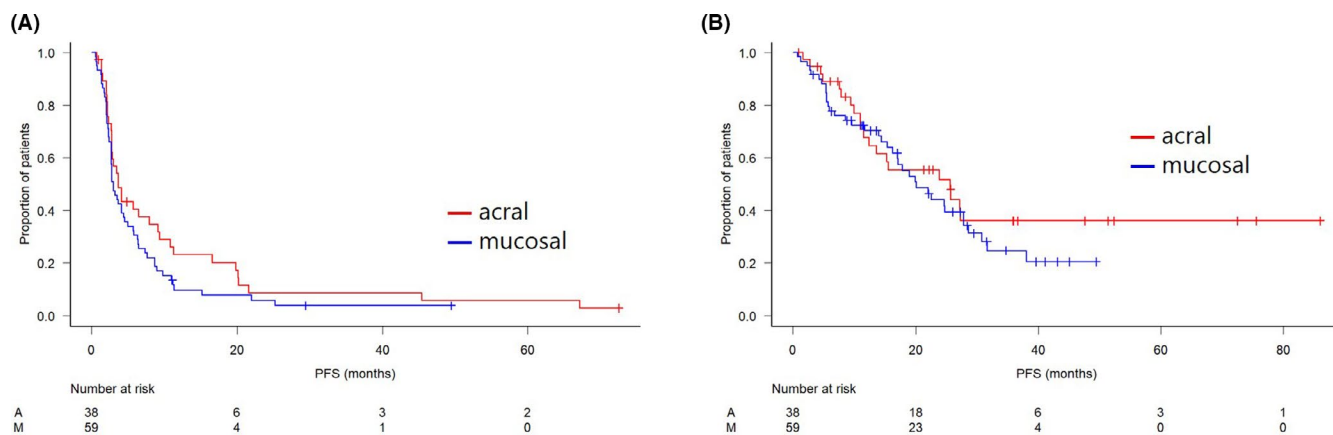 (A)
1.0
0.8
0.6
0.4
0.2
0.0
Proportion of patients
acral
mucosal
0 20 40 60
PFS (months)
Number at risk
A 38 6 3 2
M 59 4 1 0
(B)
1.0
0.8
0.6
0.4
0.2
0.0
Proportion of patients
acral
mucosal
0 20 40 60 80
PFS (months)
Number at risk
A 38 18 6 3 1
M 59 23 4 0 0